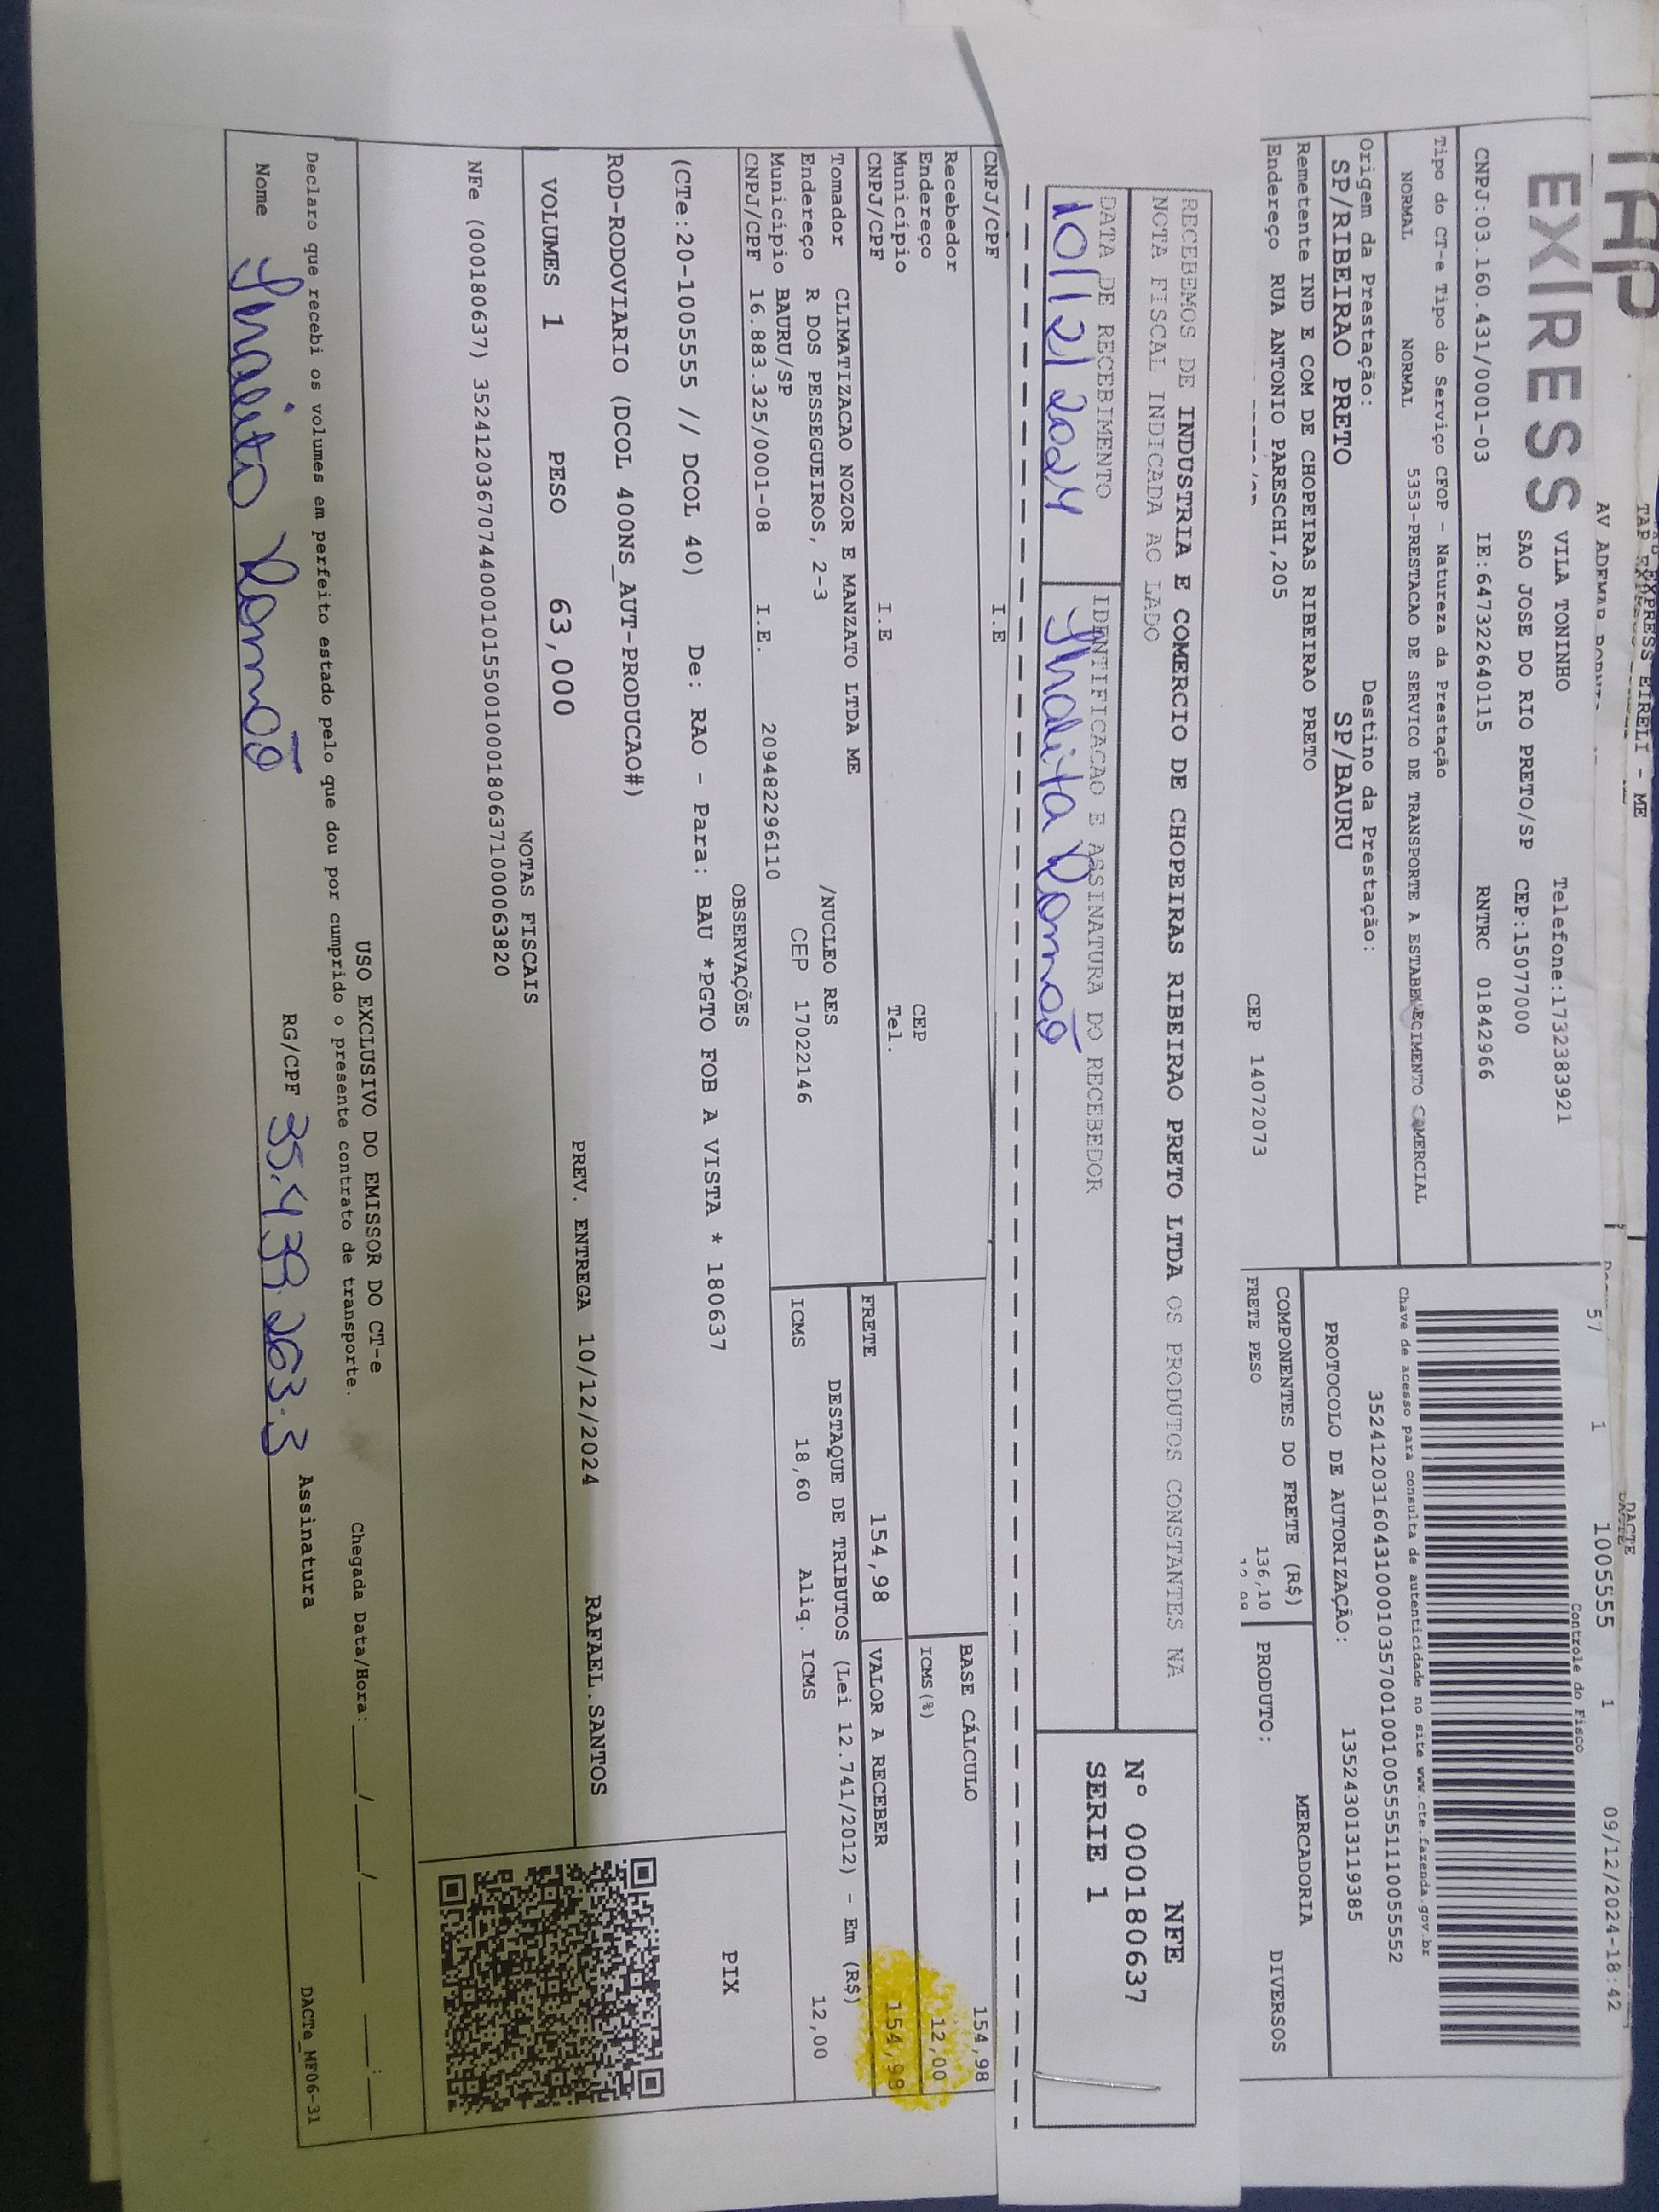 TAP
EXPRESS
TAP EXPRESS EIRELI - ME
AV ADEMAR
VILA TONINHO Telefone:1732383921
SAO JOSE DO RIO PRETO/SP CEP:15077000
CNPJ:03.160.431/0001-03 IE:647322640115 RNTRC 01842966
Tipo do CT-e Tipo do Serviço CFOP - Natureza da Prestação
NORMAL NORMAL 5353-PRESTACAO DE SERVICO DE TRANSPORTE A ESTABELECIMENTO COMERCIAL
Origem da Prestação: Destino da Prestação:
SP/RIBEIRAO PRETO SP/BAURU
Remetente IND E COM DE CHOPEIRAS RIBEIRAO PRETO
Endereço RUA ANTONIO PARESCHI,205
CEP 14072073
DACTE
57 1 1005555 1 09/12/2024-18:42
Controle do Fisco
Chave de acesso para consulta de autenticidade no site www.cte.fazenda.gov.br
35241203160431000103570010010055551110055552
PROTOCOLO DE AUTORIZAÇÃO: 135243013119385
COMPONENTES DO FRETE (R$) MERCADORIA
FRETE PESO 136,10 PRODUTO: DIVERSOS
RECEBEMOS DE INDUSTRIA E COMERCIO DE CHOPEIRAS RIBEIRAO PRETO LTDA OS PRODUTOS CONSTANTES NA
NOTA FISCAL INDICADA AO LADO
DATA DE RECEBIMENTO IDENTIFICACAO E ASSINATURA DO RECEBEDOR
10/12/2024 Thalita Romão
NFE
Nº 000180637
SERIE 1
CNPJ/CPF I.E
Recebedor
Endereço CEP
Município Tel.
CNPJ/CPF I.E
BASE CÁLCULO 154,98
ICMS(%) 12,00
FRETE 154,98 VALOR A RECEBER 154,98
Tomador CLIMATIZACAO NOZOR E MANZATO LTDA ME
Endereço R DOS PESSEGUEIROS, 2-3 /NUCLEO RES
Município BAURU/SP CEP 17022146
CNPJ/CPF 16.883.325/0001-08 I.E. 209482296110
DESTAQUE DE TRIBUTOS (Lei 12.741/2012) - Em (R$)
ICMS 18,60 Aliq. ICMS 12,00
OBSERVAÇÕES
(CTe:20-1005555 // DCOL 40) De: RAO - Para: BAU *PGTO FOB A VISTA * 180637
PIX
ROD-RODOVIARIO (DCOL 400NS_AUT-PRODUCAO#)
RAFAEL.SANTOS
VOLUMES 1 PESO 63,000 PREV. ENTREGA 10/12/2024
NOTAS FISCAIS
NFe (000180637) 35241203670744000101550010001806371000063820
USO EXCLUSIVO DO EMISSOR DO CT-e
Declaro que recebi os volumes em perfeito estado pelo que dou por cumprido o presente contrato de transporte. Chegada Data/Hora: ____/____/______ ___:___
Nome Thalita Romão RG/CPF 35.439.263-3 Assinatura
DACTe_MF06-31